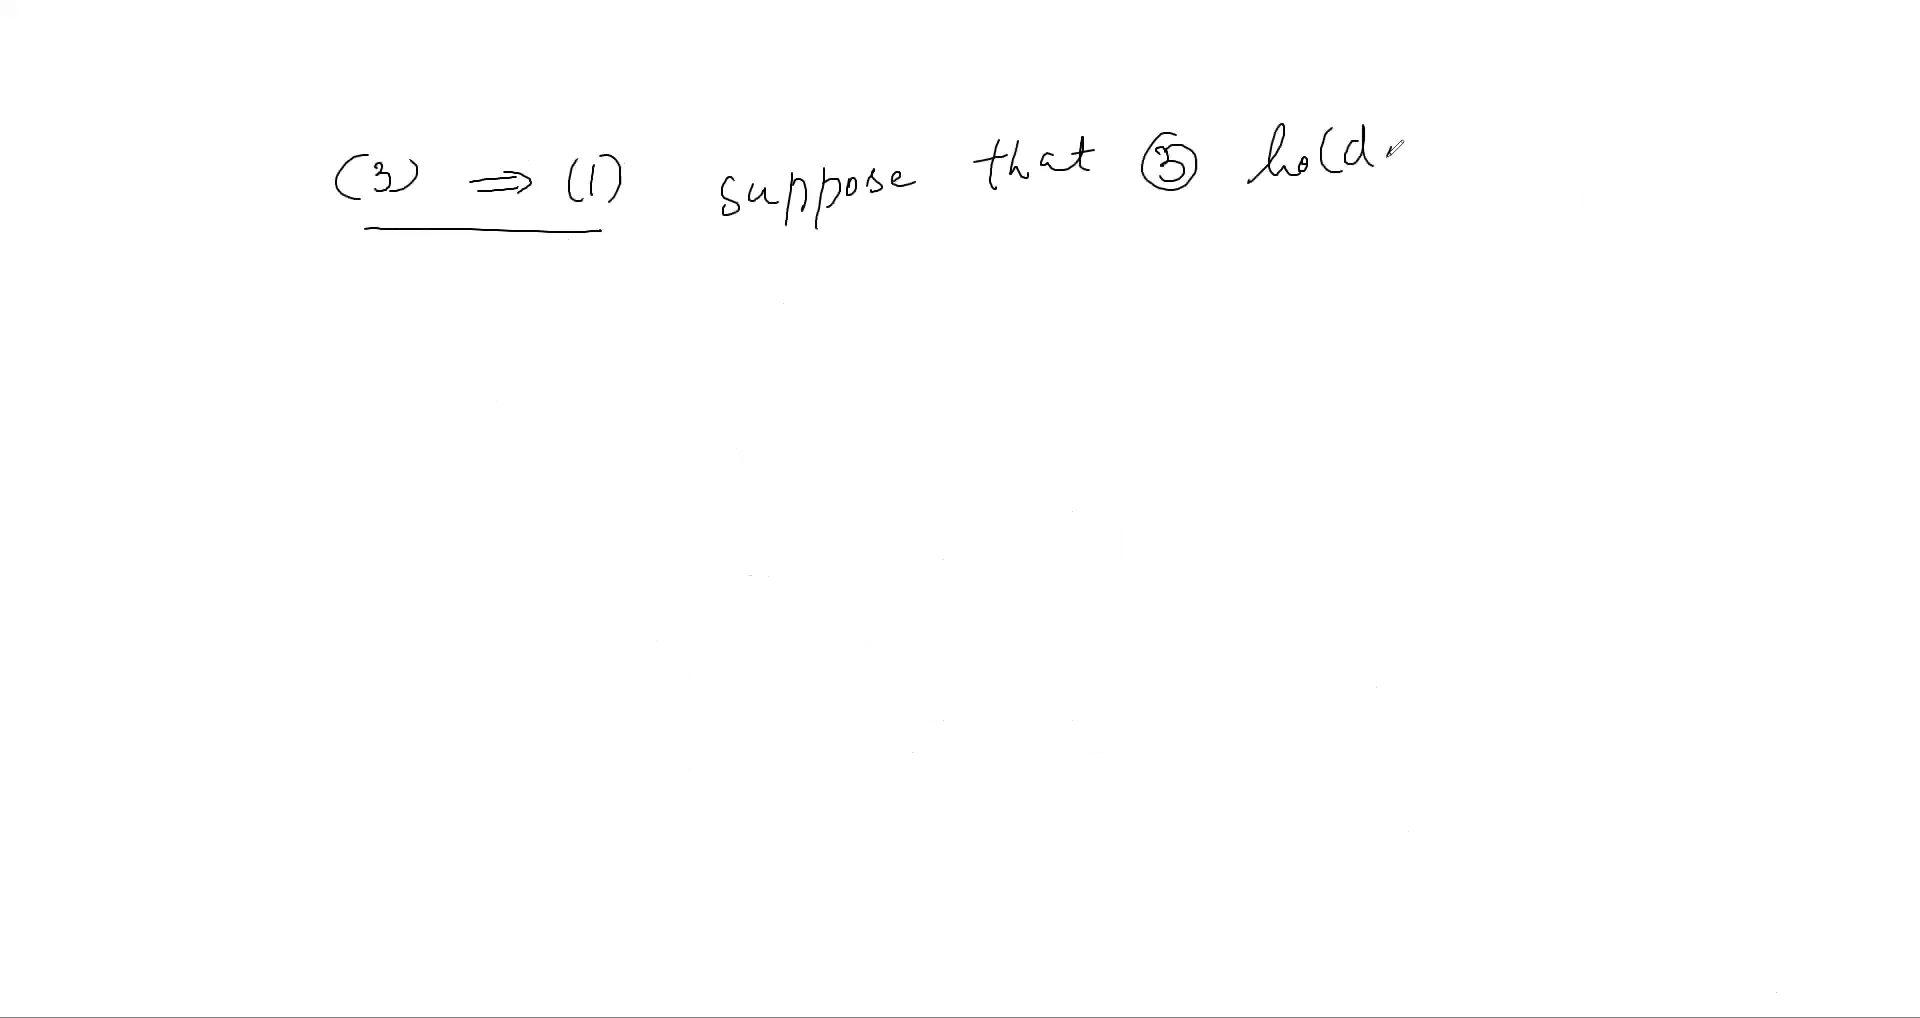 (3) ⇒ (1) suppose that ③ hold